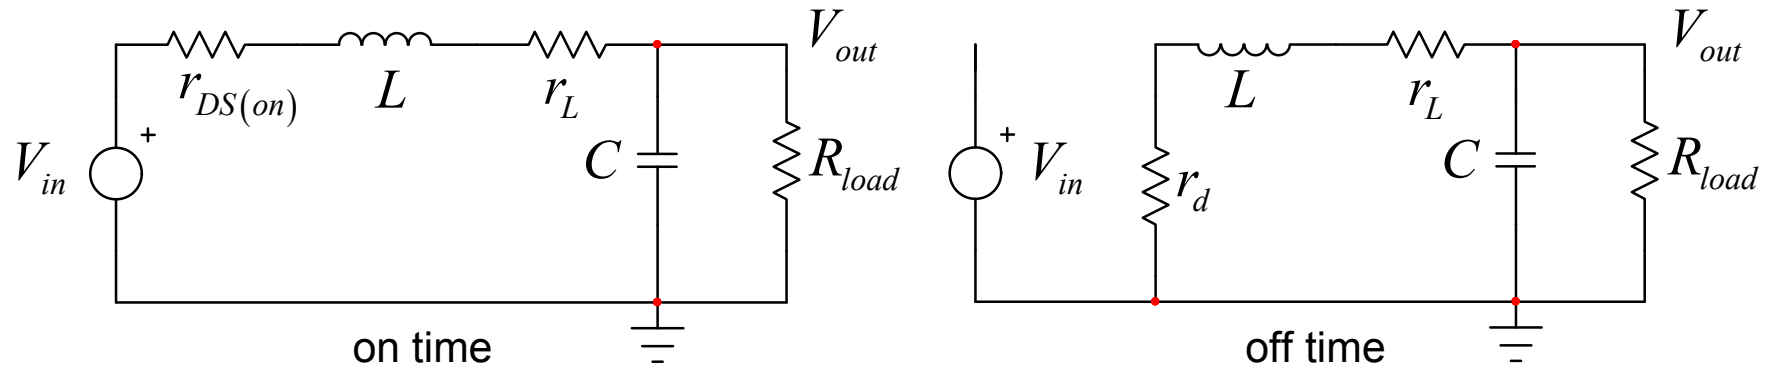 V_out
r_DS(on)
L
r_L
+
V_in
C
R_load
on time
V_out
L
r_L
+
V_in
r_d
C
R_load
off time